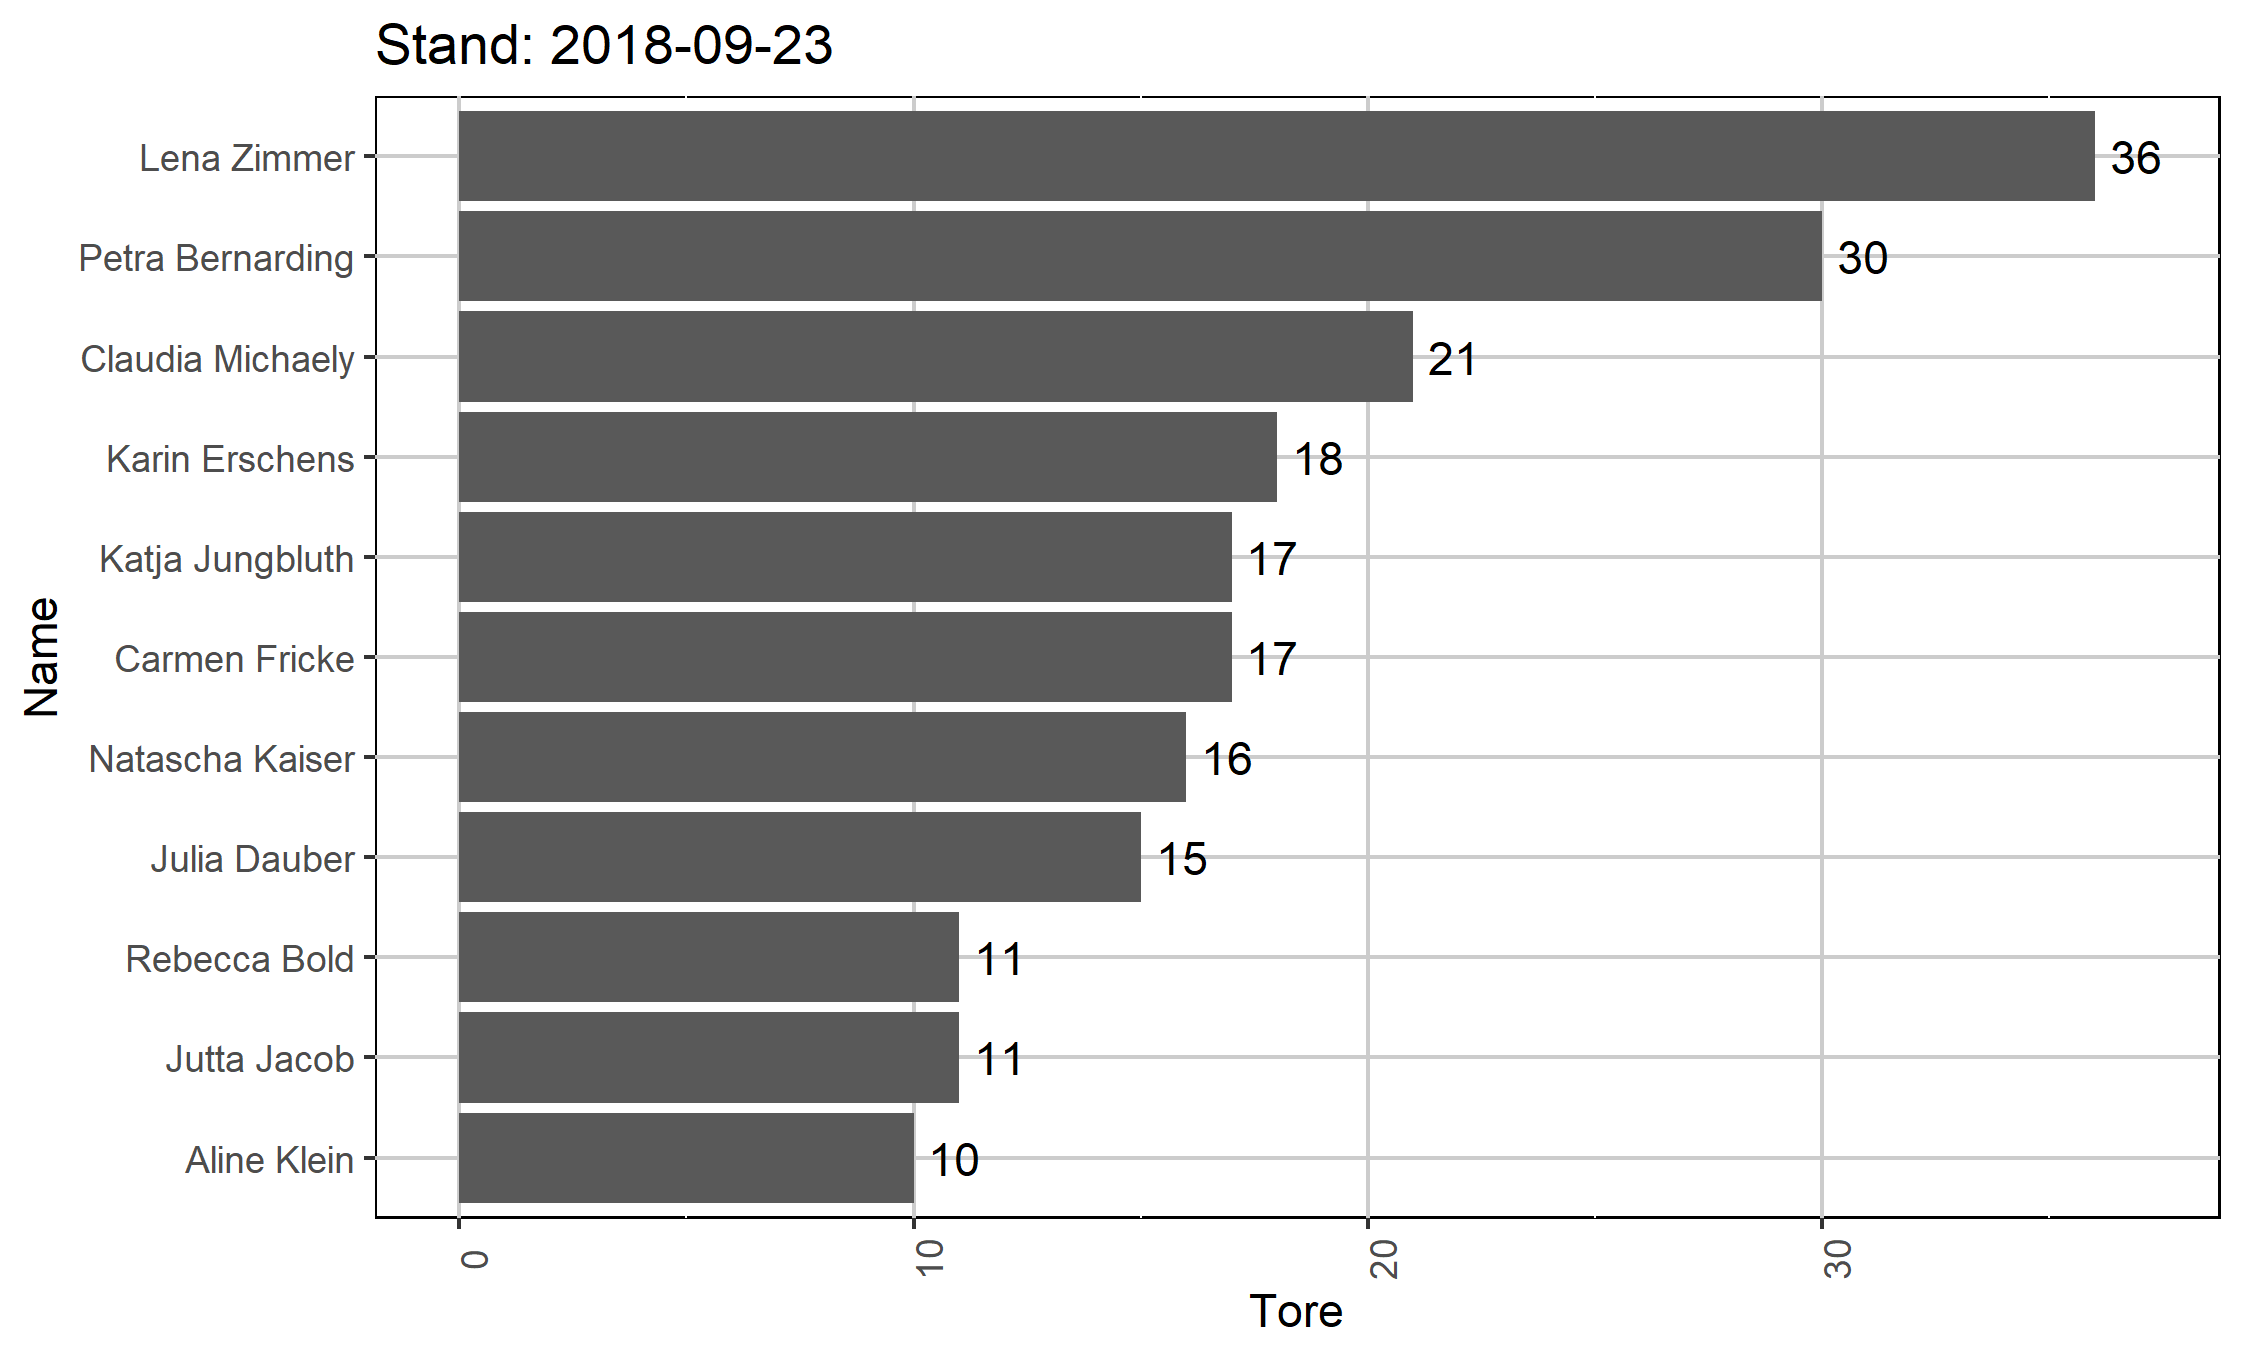 Stand: 2018-09-23
Name
Lena Zimmer 36
Petra Bernarding 30
Claudia Michaely 21
Karin Erschens 18
Katja Jungbluth 17
Carmen Fricke 17
Natascha Kaiser 16
Julia Dauber 15
Rebecca Bold 11
Jutta Jacob 11
Aline Klein 10
0 10 20 30
Tore